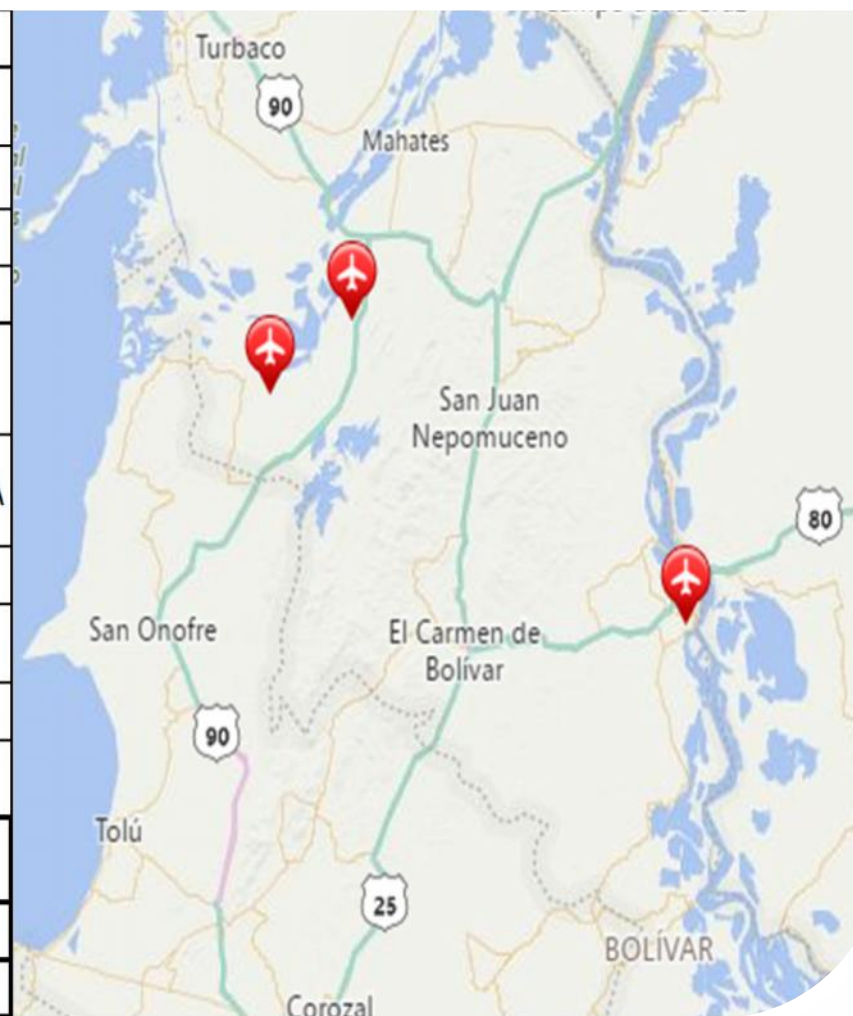 Turbaco
90
Mahates
San Juan
Nepomuceno
80
San Onofre
El Carmen de
Bolívar
90
Tolú
25
BOLÍVAR
Corozal